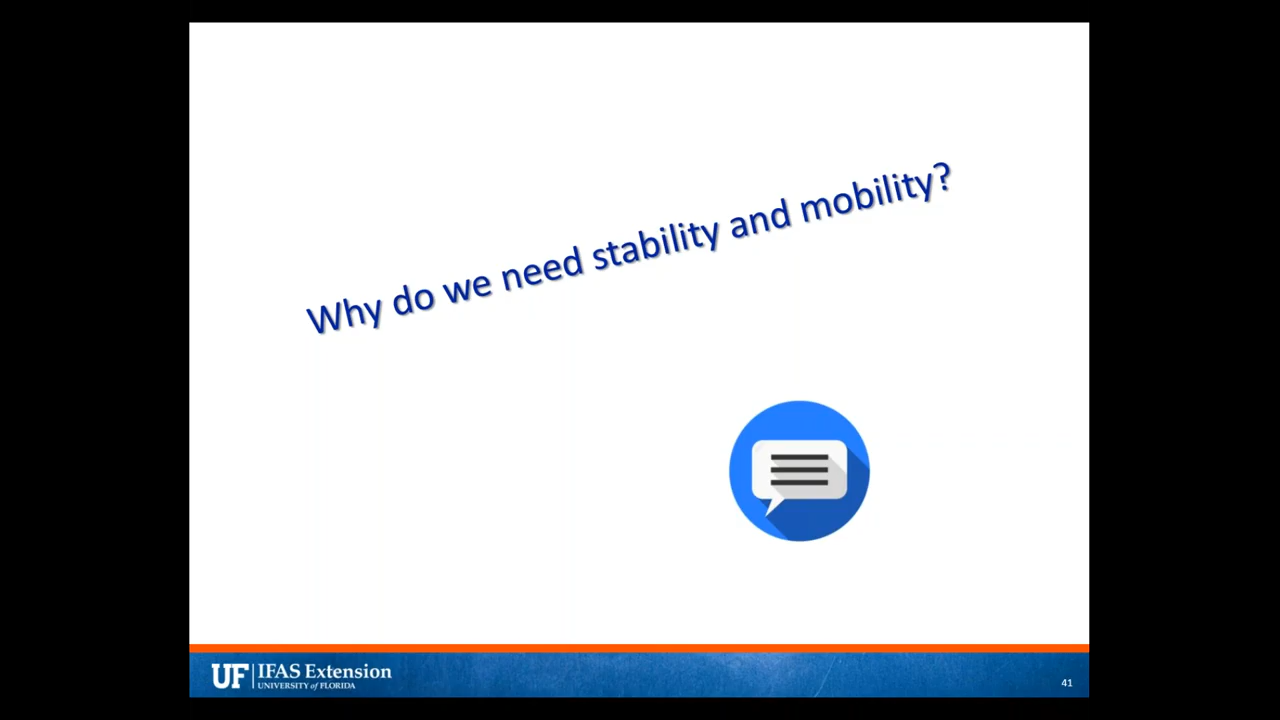 Why do we need stability and mobility?
UF IFAS Extension
UNIVERSITY of FLORIDA
41